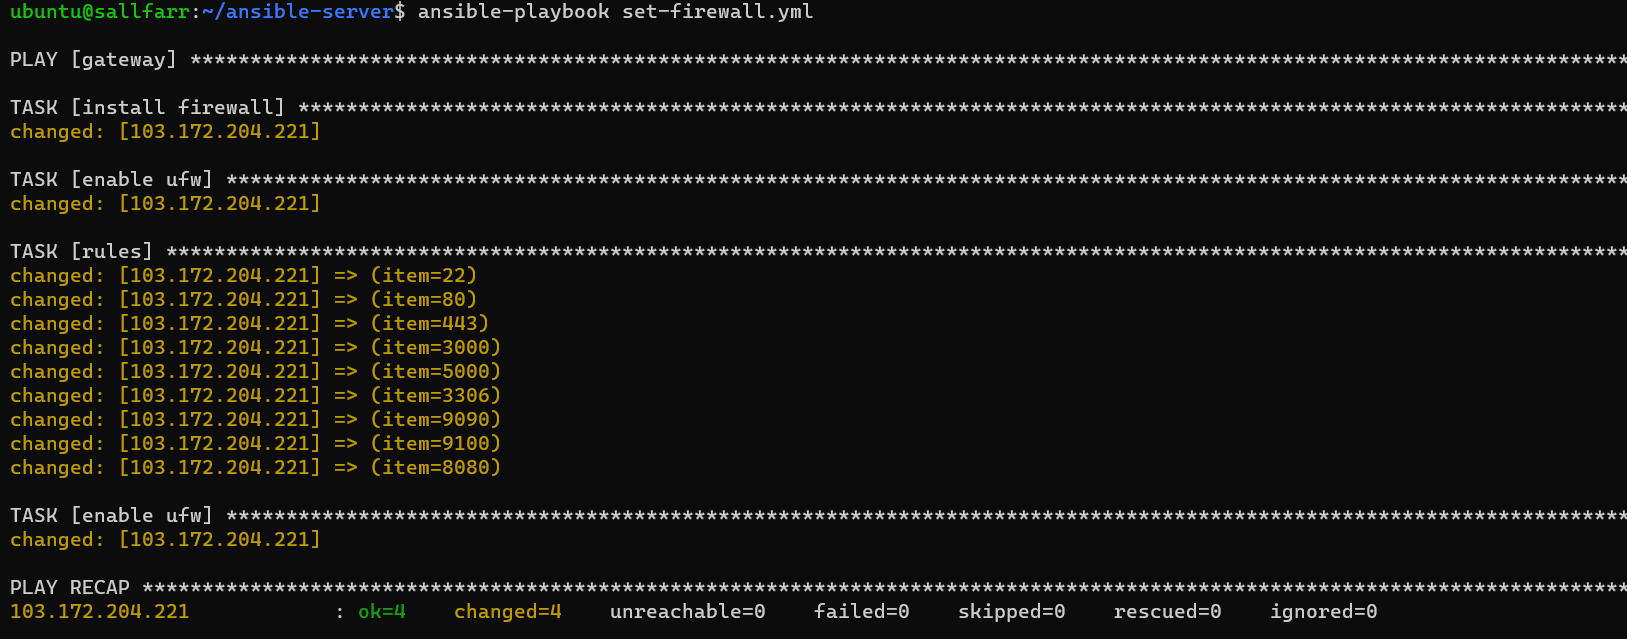 ubuntu@sallfarr:~/ansible-server$ ansible-playbook set-firewall.yml
PLAY [gateway] ************************************************************************************************************************
TASK [install firewall] ***************************************************************************************************************
changed: [103.172.204.221]
TASK [enable ufw] *********************************************************************************************************************
changed: [103.172.204.221]
TASK [rules] **************************************************************************************************************************
changed: [103.172.204.221] => (item=22)
changed: [103.172.204.221] => (item=80)
changed: [103.172.204.221] => (item=443)
changed: [103.172.204.221] => (item=3000)
changed: [103.172.204.221] => (item=5000)
changed: [103.172.204.221] => (item=3306)
changed: [103.172.204.221] => (item=9090)
changed: [103.172.204.221] => (item=9100)
changed: [103.172.204.221] => (item=8080)
TASK [enable ufw] *********************************************************************************************************************
changed: [103.172.204.221]
PLAY RECAP ****************************************************************************************************************************
103.172.204.221 : ok=4 changed=4 unreachable=0 failed=0 skipped=0 rescued=0 ignored=0